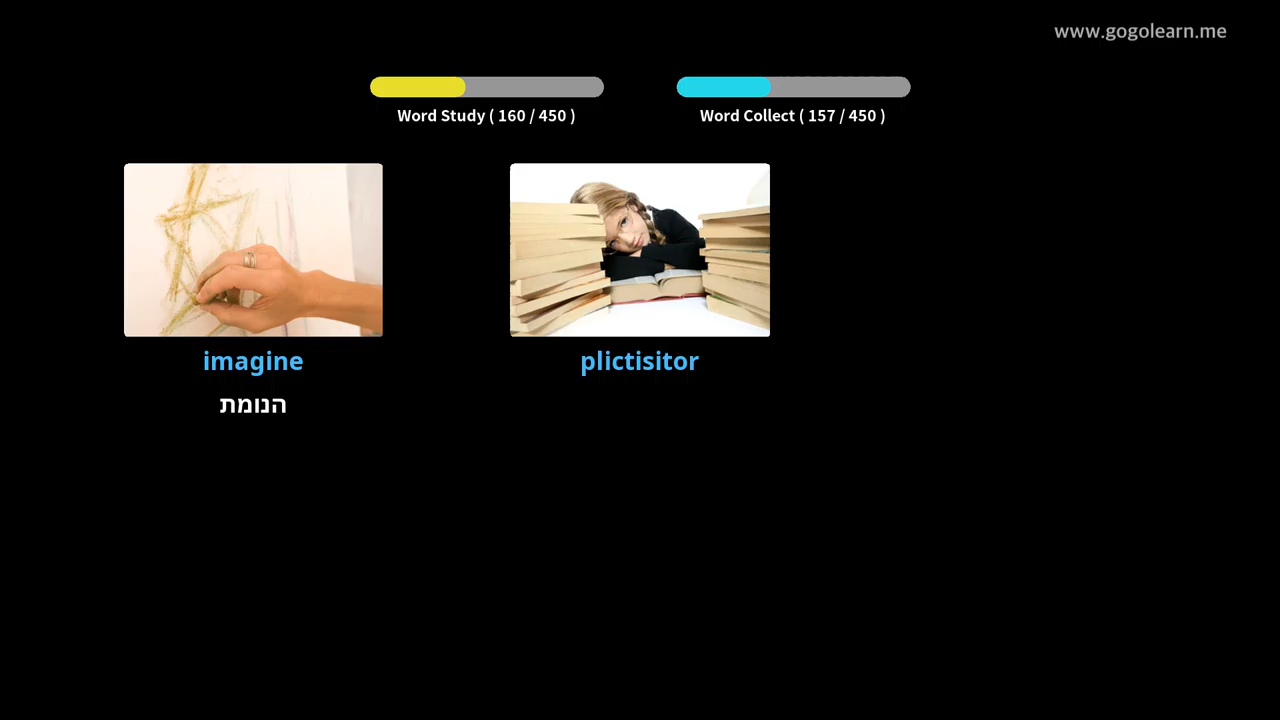 www.gogolearn.me
Word Study ( 160 / 450 )
Word Collect ( 157 / 450 )
imagine
plictisitor
הנומת